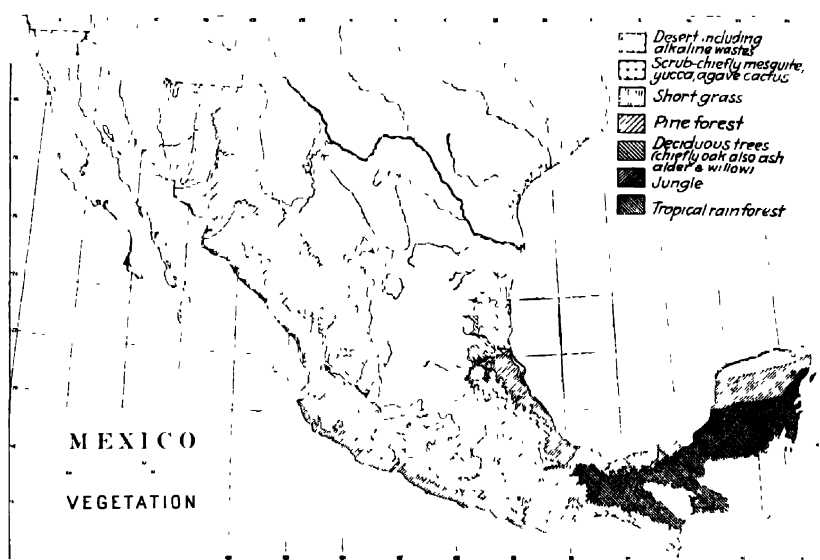 Desert including
alkaline wastes
Scrub-chiefly mesquite,
yucca, agave cactus
Short grass
Pine forest
Deciduous trees
(chiefly oak also ash
alder & willow)
Jungle
Tropical rain forest
MEXICO
VEGETATION